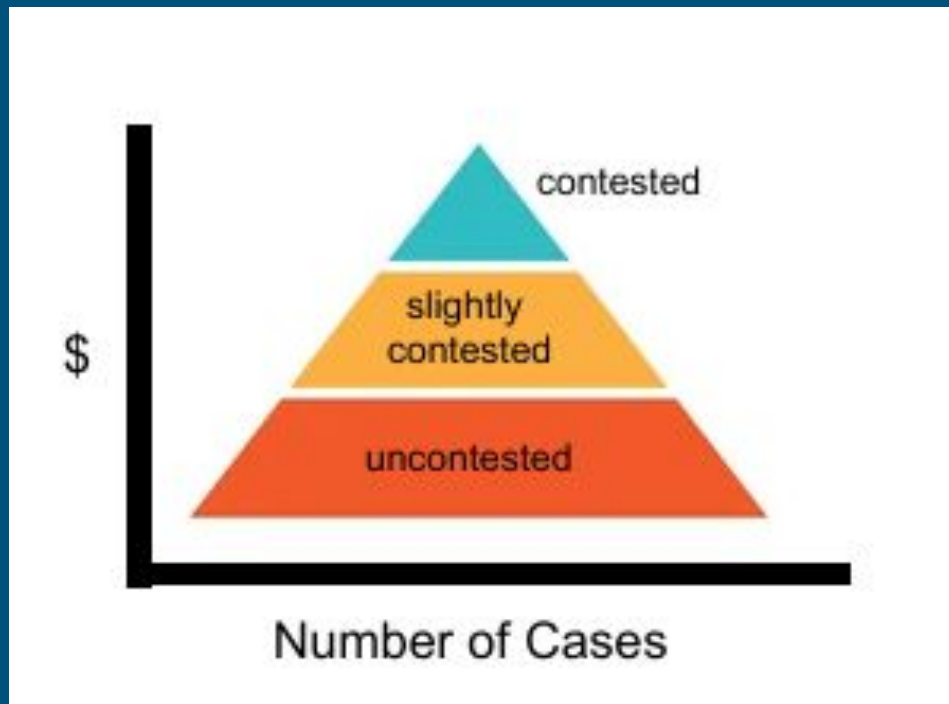 contested
slightly
contested
uncontested
$
Number of Cases